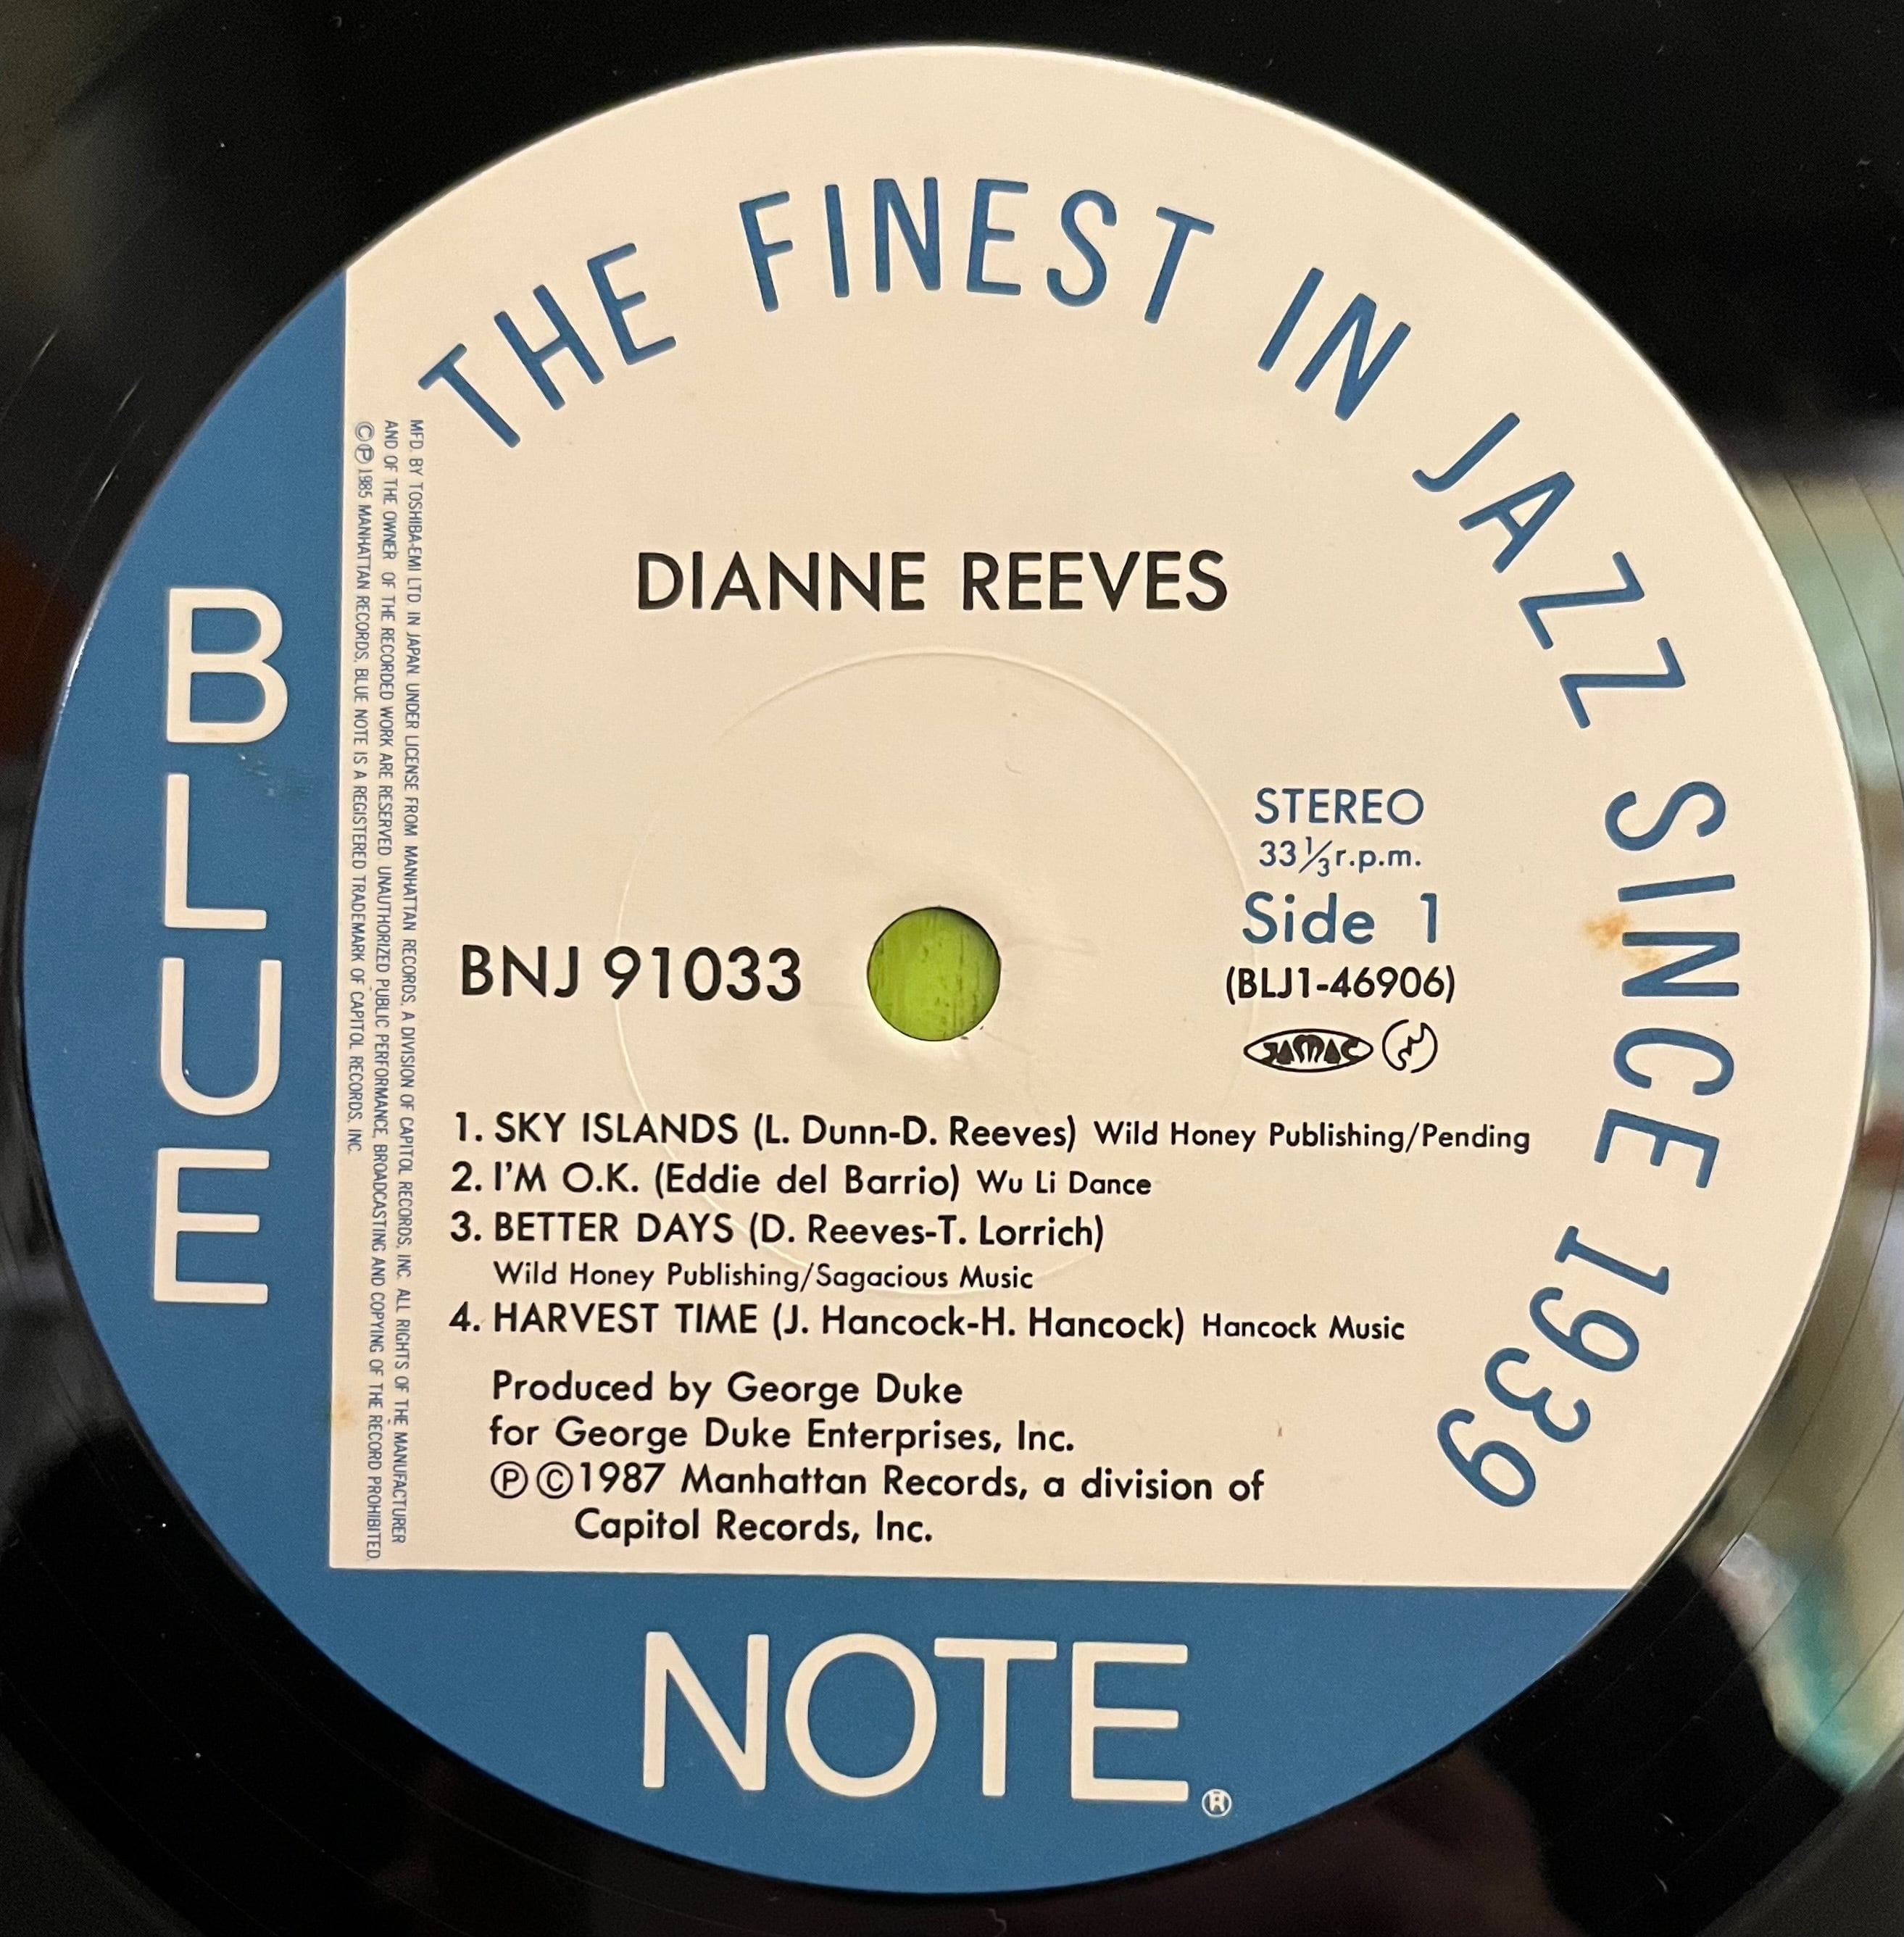 THE FINEST IN JAZZ SINCE 1939
DIANNE REEVES
STEREO
33 1/3 r.p.m.
Side 1
BNJ 91033
(BLJ1-46906)
JAMAC
1. SKY ISLANDS (L. Dunn-D. Reeves) Wild Honey Publishing/Pending
2. I'M O.K. (Eddie del Barrio) Wu Li Dance
3. BETTER DAYS (D. Reeves-T. Lorrich)
Wild Honey Publishing/Sagacious Music
4. HARVEST TIME (J. Hancock-H. Hancock) Hancock Music
Produced by George Duke
for George Duke Enterprises, Inc.
Ⓟ©1987 Manhattan Records, a division of
Capitol Records, Inc.
BLUE
NOTE®
MFD. BY TOSHIBA-EMI LTD. IN JAPAN UNDER LICENSE FROM MANHATTAN RECORDS, A DIVISION OF CAPITOL RECORDS, INC. ALL RIGHTS OF THE MANUFACTURER
AND OF THE OWNER OF THE RECORDED WORK ARE RESERVED. UNAUTHORIZED PUBLIC PERFORMANCE, BROADCASTING AND COPYING OF THE RECORD PROHIBITED.
©Ⓟ1985 MANHATTAN RECORDS. BLUE NOTE IS A REGISTERED TRADEMARK OF CAPITOL RECORDS, INC.